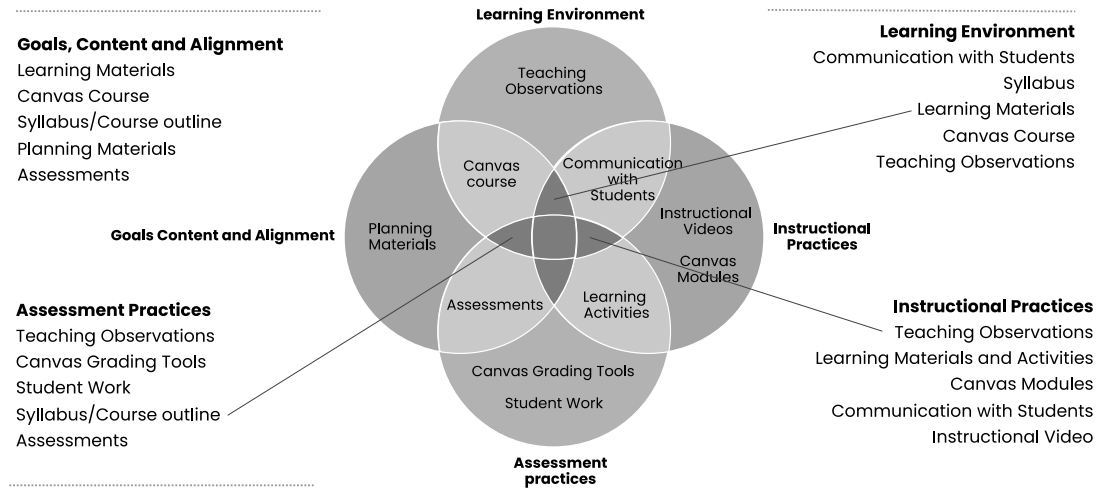 Goals, Content and Alignment
Learning Materials
Canvas Course
Syllabus/Course outline
Planning Materials
Assessments
Learning Environment
Learning Environment
Communication with Students
Syllabus
Learning Materials
Canvas Course
Teaching Observations
Teaching
Observations
Canvas
course
Communication
with
Students
Goals Content and Alignment
Planning
Materials
Instructional
Videos
Canvas
Modules
Instructional
Practices
Assessments
Learning
Activities
Canvas Grading Tools
Student Work
Assessment
practices
Assessment Practices
Teaching Observations
Canvas Grading Tools
Student Work
Syllabus/Course outline
Assessments
Instructional Practices
Teaching Observations
Learning Materials and Activities
Canvas Modules
Communication with Students
Instructional Video